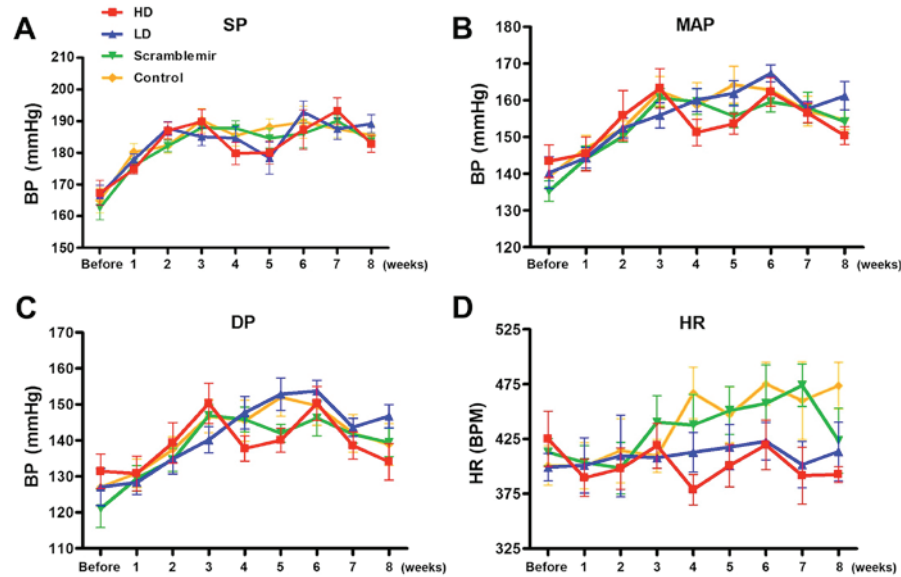 A
HD
LD
Scramblemir
Control
SP
BP (mmHg)
210
200
190
180
170
160
150
Before 1 2 3 4 5 6 7 8 (weeks)
B
MAP
BP (mmHg)
180
170
160
150
140
130
120
Before 1 2 3 4 5 6 7 8 (weeks)
C
DP
BP (mmHg)
170
160
150
140
130
120
110
Before 1 2 3 4 5 6 7 8 (weeks)
D
HR
HR (BPM)
525
475
425
375
325
Before 1 2 3 4 5 6 7 8 (weeks)